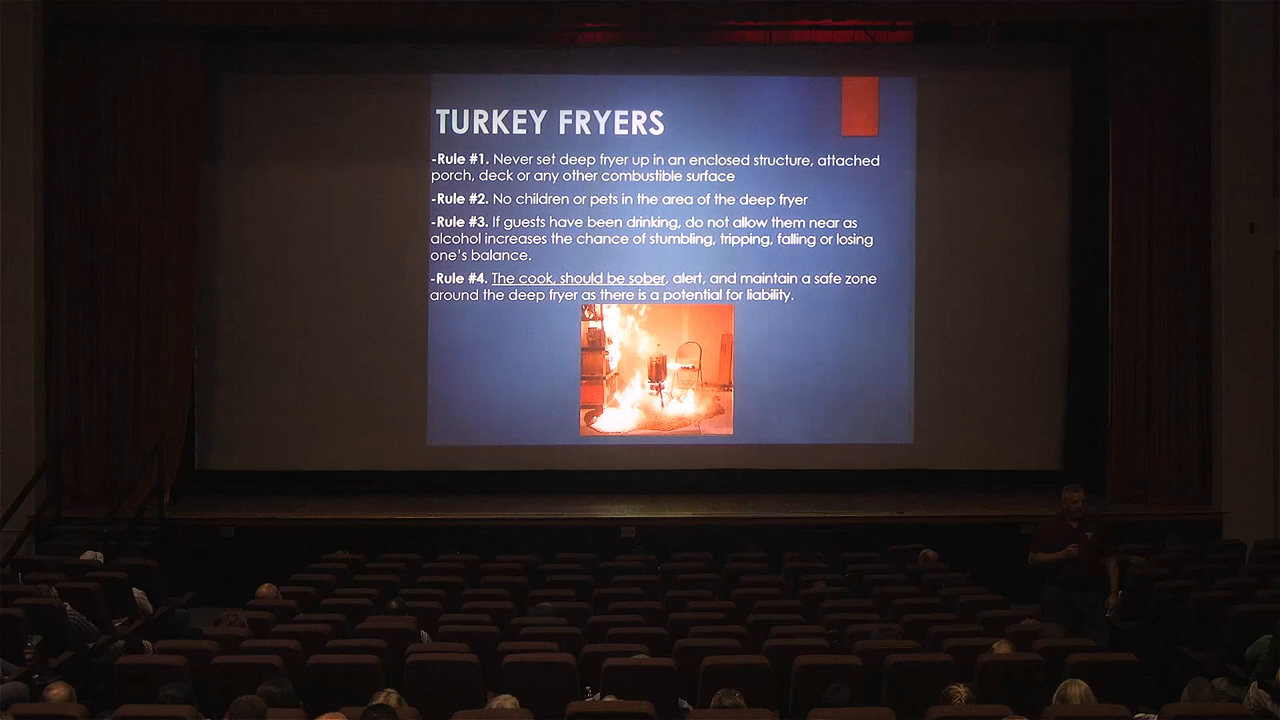 TURKEY FRYERS
-Rule #1. Never set deep fryer up in an enclosed structure, attached
porch, deck or any other combustible surface
-Rule #2. No children or pets in the area of the deep fryer
-Rule #3. If guests have been drinking, do not allow them near as
alcohol increases the chance of stumbling, tripping, falling or losing
one's balance.
-Rule #4. The cook, should be sober, alert, and maintain a safe zone
around the deep fryer as there is a potential for liability.